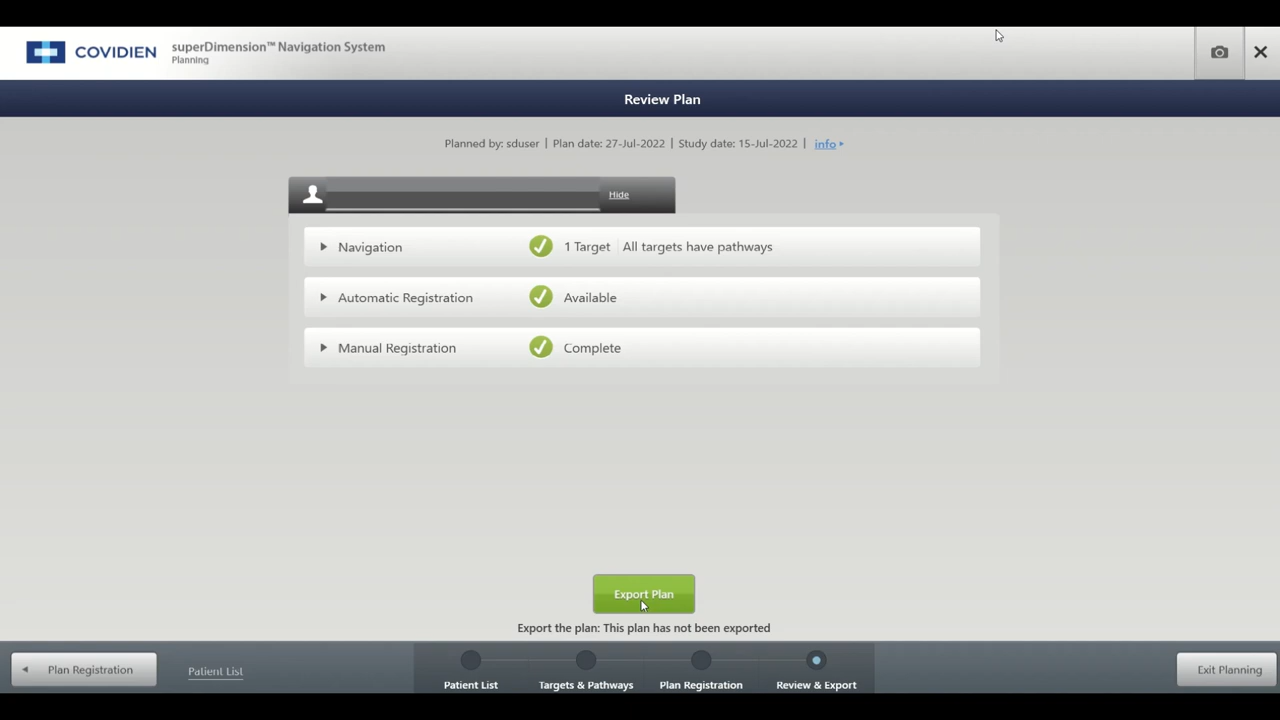 COVIDIEN
superDimension™ Navigation System
Planning
Review Plan
Planned by: sduser | Plan date: 27-Jul-2022 | Study date: 15-Jul-2022 | info
Hide
Navigation 1 Target All targets have pathways
Automatic Registration Available
Manual Registration Complete
Export Plan
Export the plan: This plan has not been exported
Plan Registration
Patient List
Patient List Targets & Pathways Plan Registration Review & Export
Exit Planning